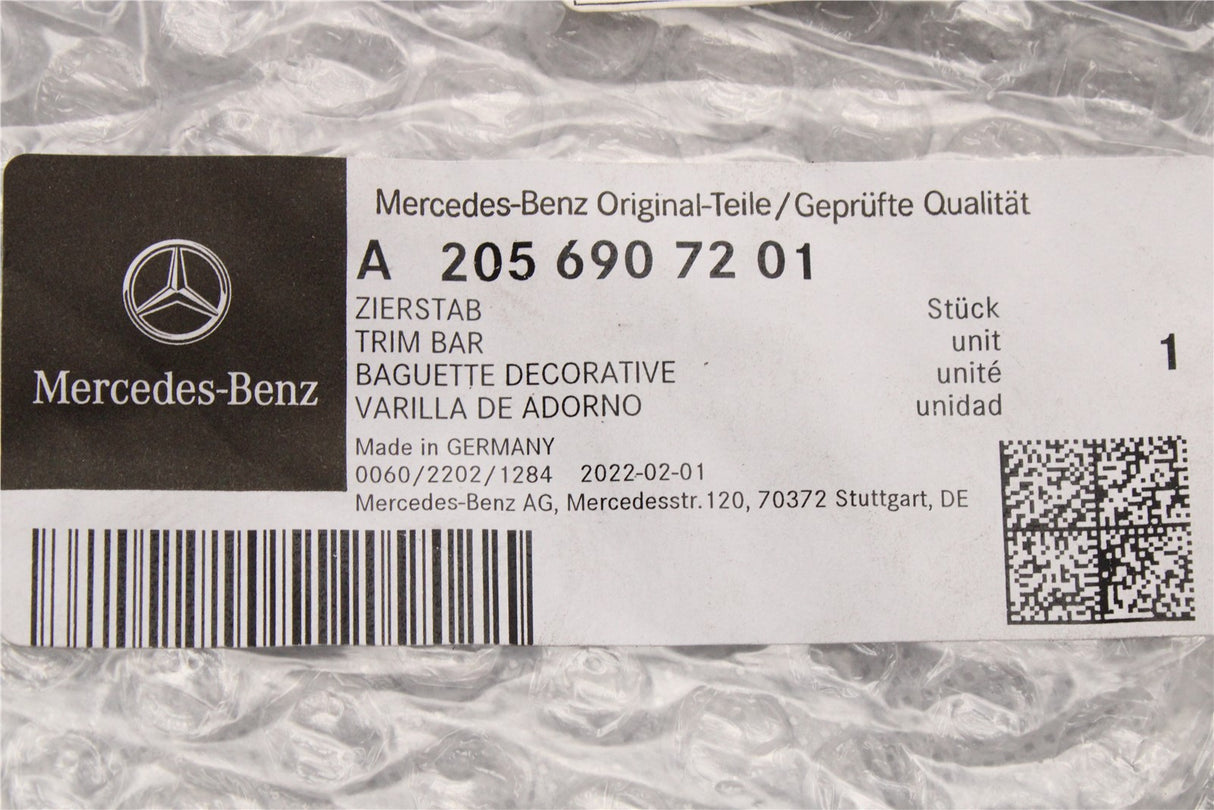 Mercedes-Benz
Mercedes-Benz Original-Teile/Geprüfte Qualität
A 205 690 72 01
ZIERSTAB Stück
TRIM BAR unit
BAGUETTE DECORATIVE unité
VARILLA DE ADORNO unidad
1
Made in GERMANY
0060/2202/1284 2022-02-01
Mercedes-Benz AG, Mercedesstr.120, 70372 Stuttgart, DE